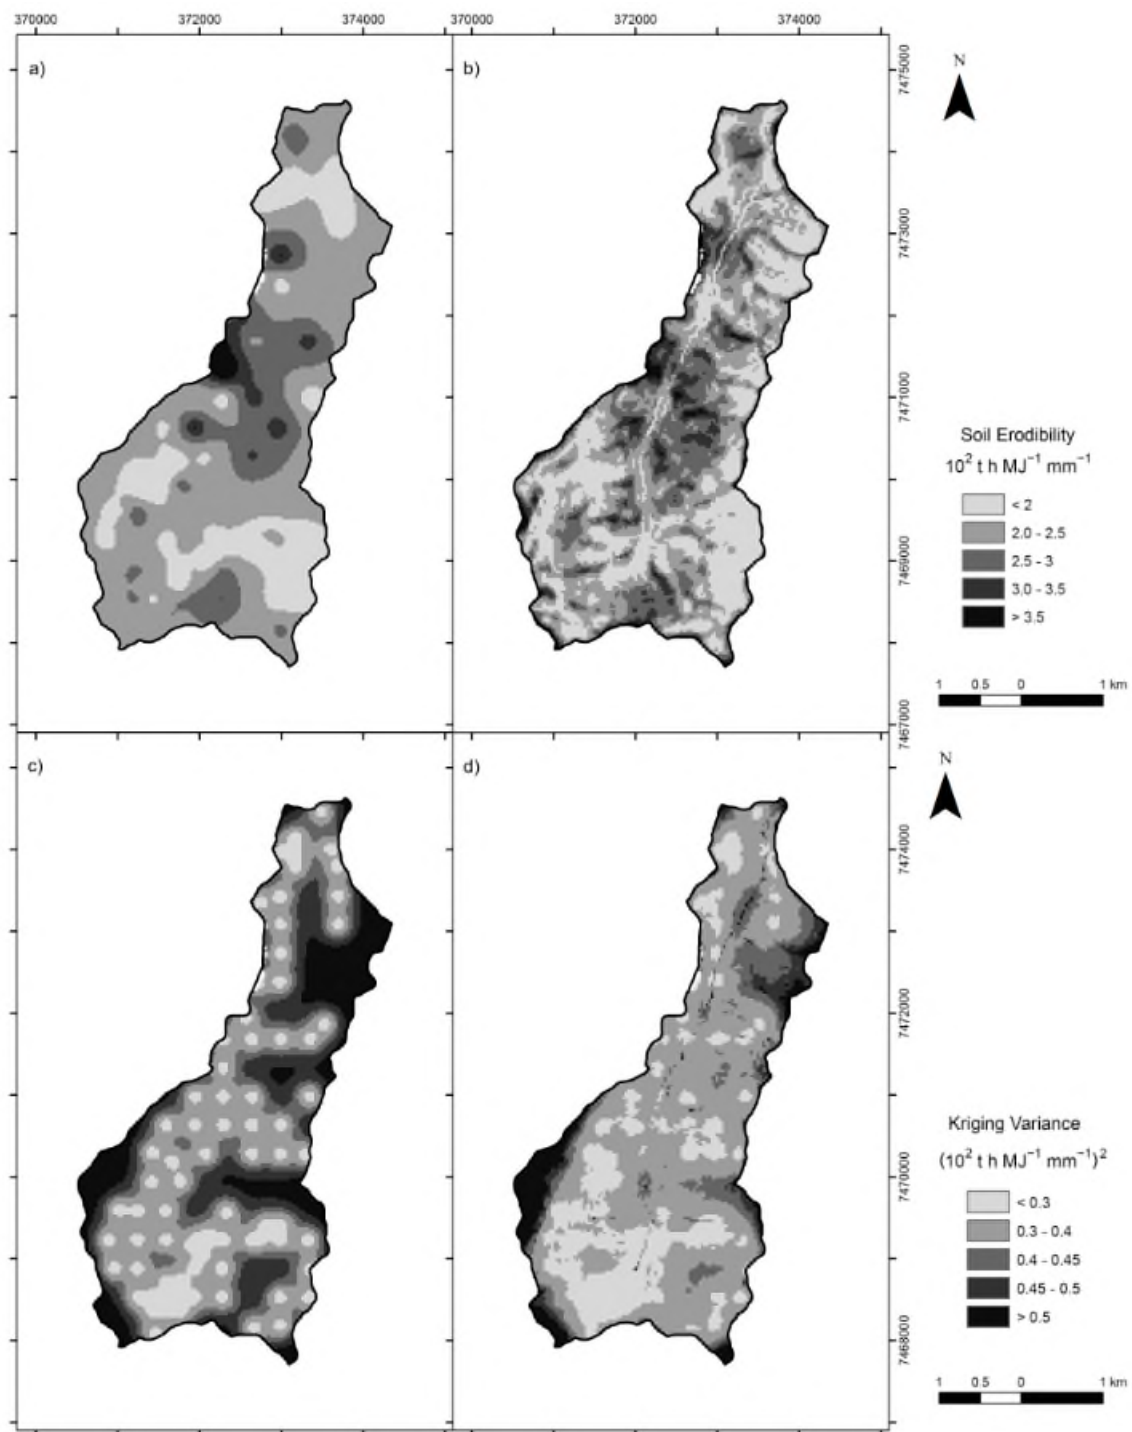 370000 372000 374000 370000 372000 374000
a)
b)
N
7475000
7473000
7471000
7469000
7467000
Soil Erodibility
10² t h MJ⁻¹ mm⁻¹
< 2
2.0 - 2.5
2.5 - 3
3.0 - 3.5
> 3.5
1 0.5 0 1 km
c)
d)
N
7474000
7472000
7470000
7468000
Kriging Variance
(10² t h MJ⁻¹ mm⁻¹)²
< 0.3
0.3 - 0.4
0.4 - 0.45
0.45 - 0.5
> 0.5
1 0.5 0 1 km